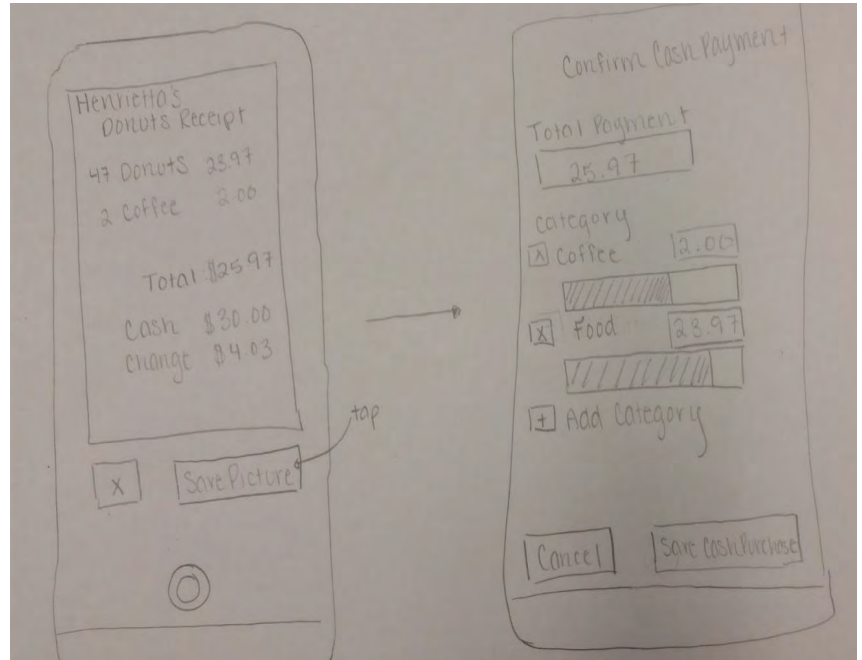 Henrietta's
Donuts Receipt
47 Donuts 23.97
2 Coffee 2.00
Total: $25.97
Cash $30.00
change $4.03
X
Save Picture
tap
Confirm Cash Payment
Total Payment
25.97
Category
X Coffee 2.00
X Food 23.97
+ Add Category
Cancel
Save Cash Purchase